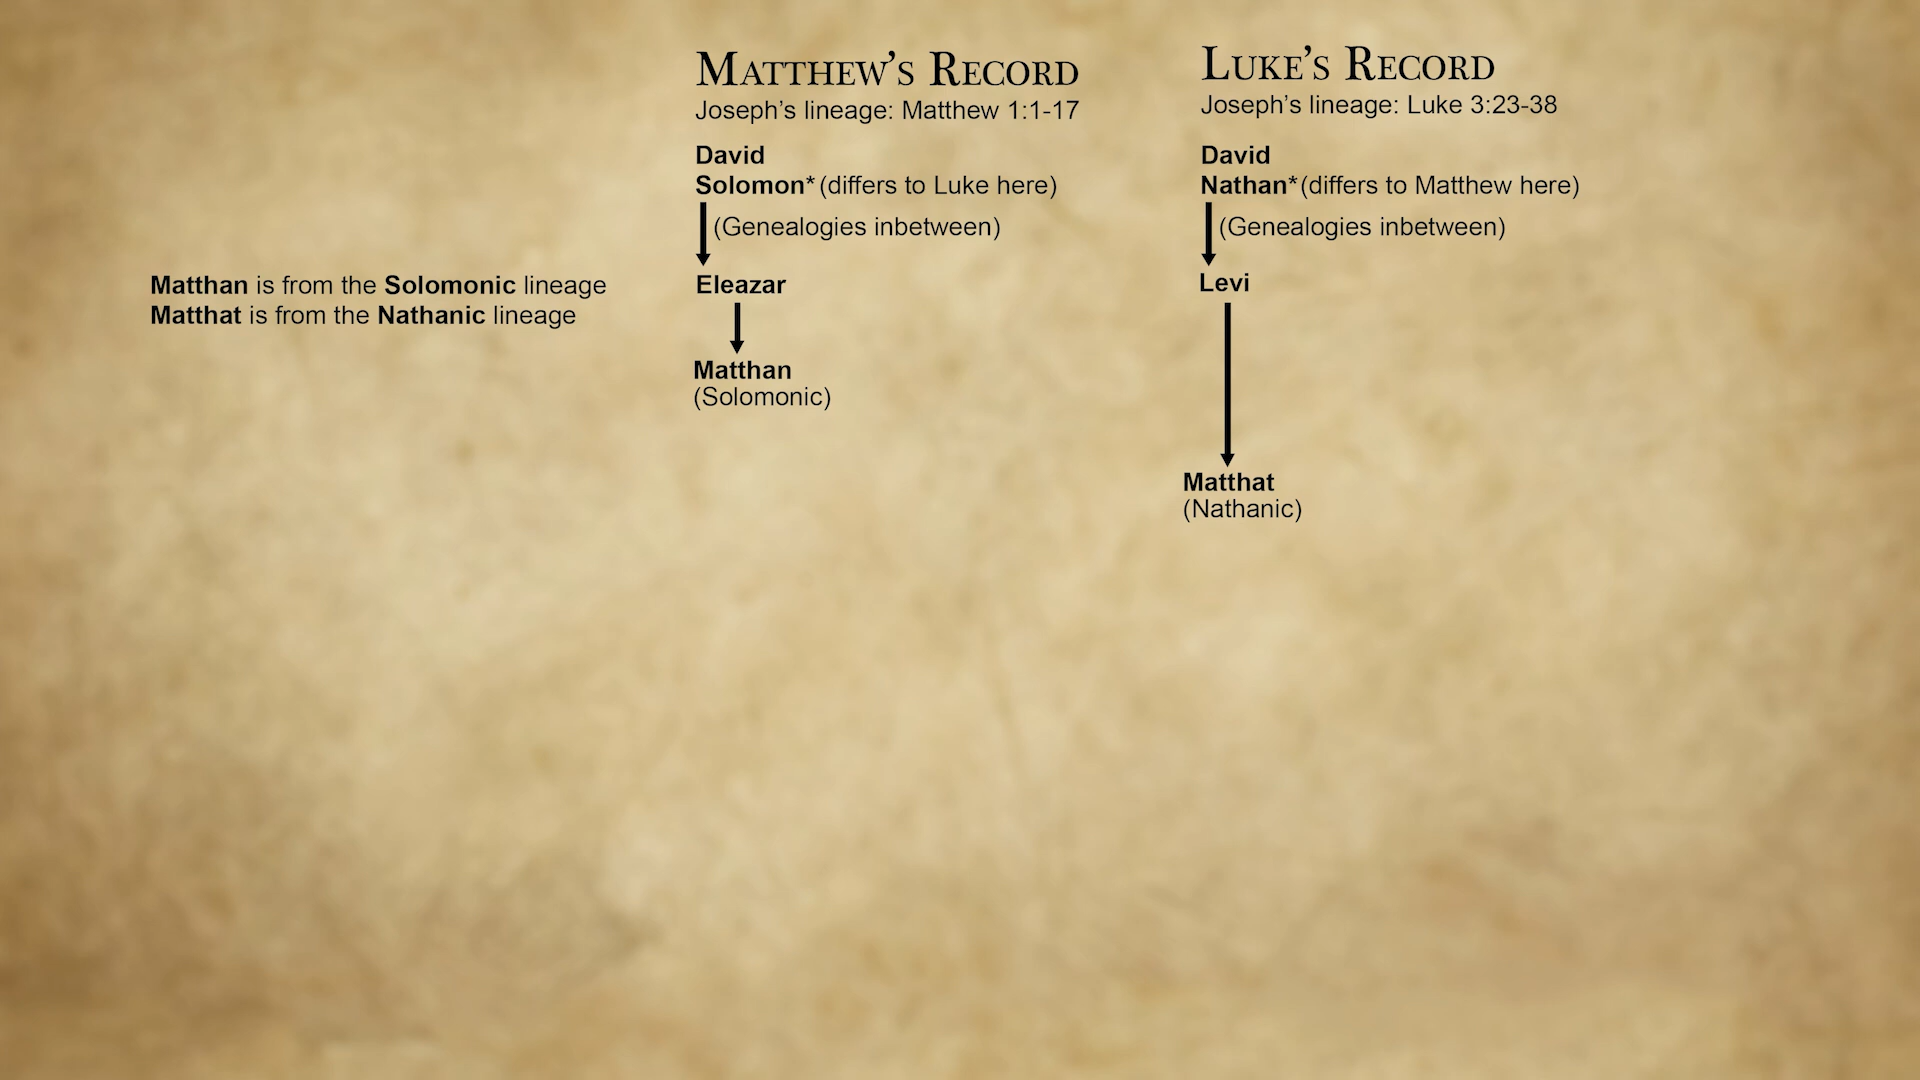 Matthew's Record
Joseph's lineage: Matthew 1:1-17
David
Solomon* (differs to Luke here)
(Genealogies inbetween)
Eleazar
Matthan
(Solomonic)
Luke's Record
Joseph's lineage: Luke 3:23-38
David
Nathan* (differs to Matthew here)
(Genealogies inbetween)
Levi
Matthat
(Nathanic)
Matthan is from the Solomonic lineage
Matthat is from the Nathanic lineage